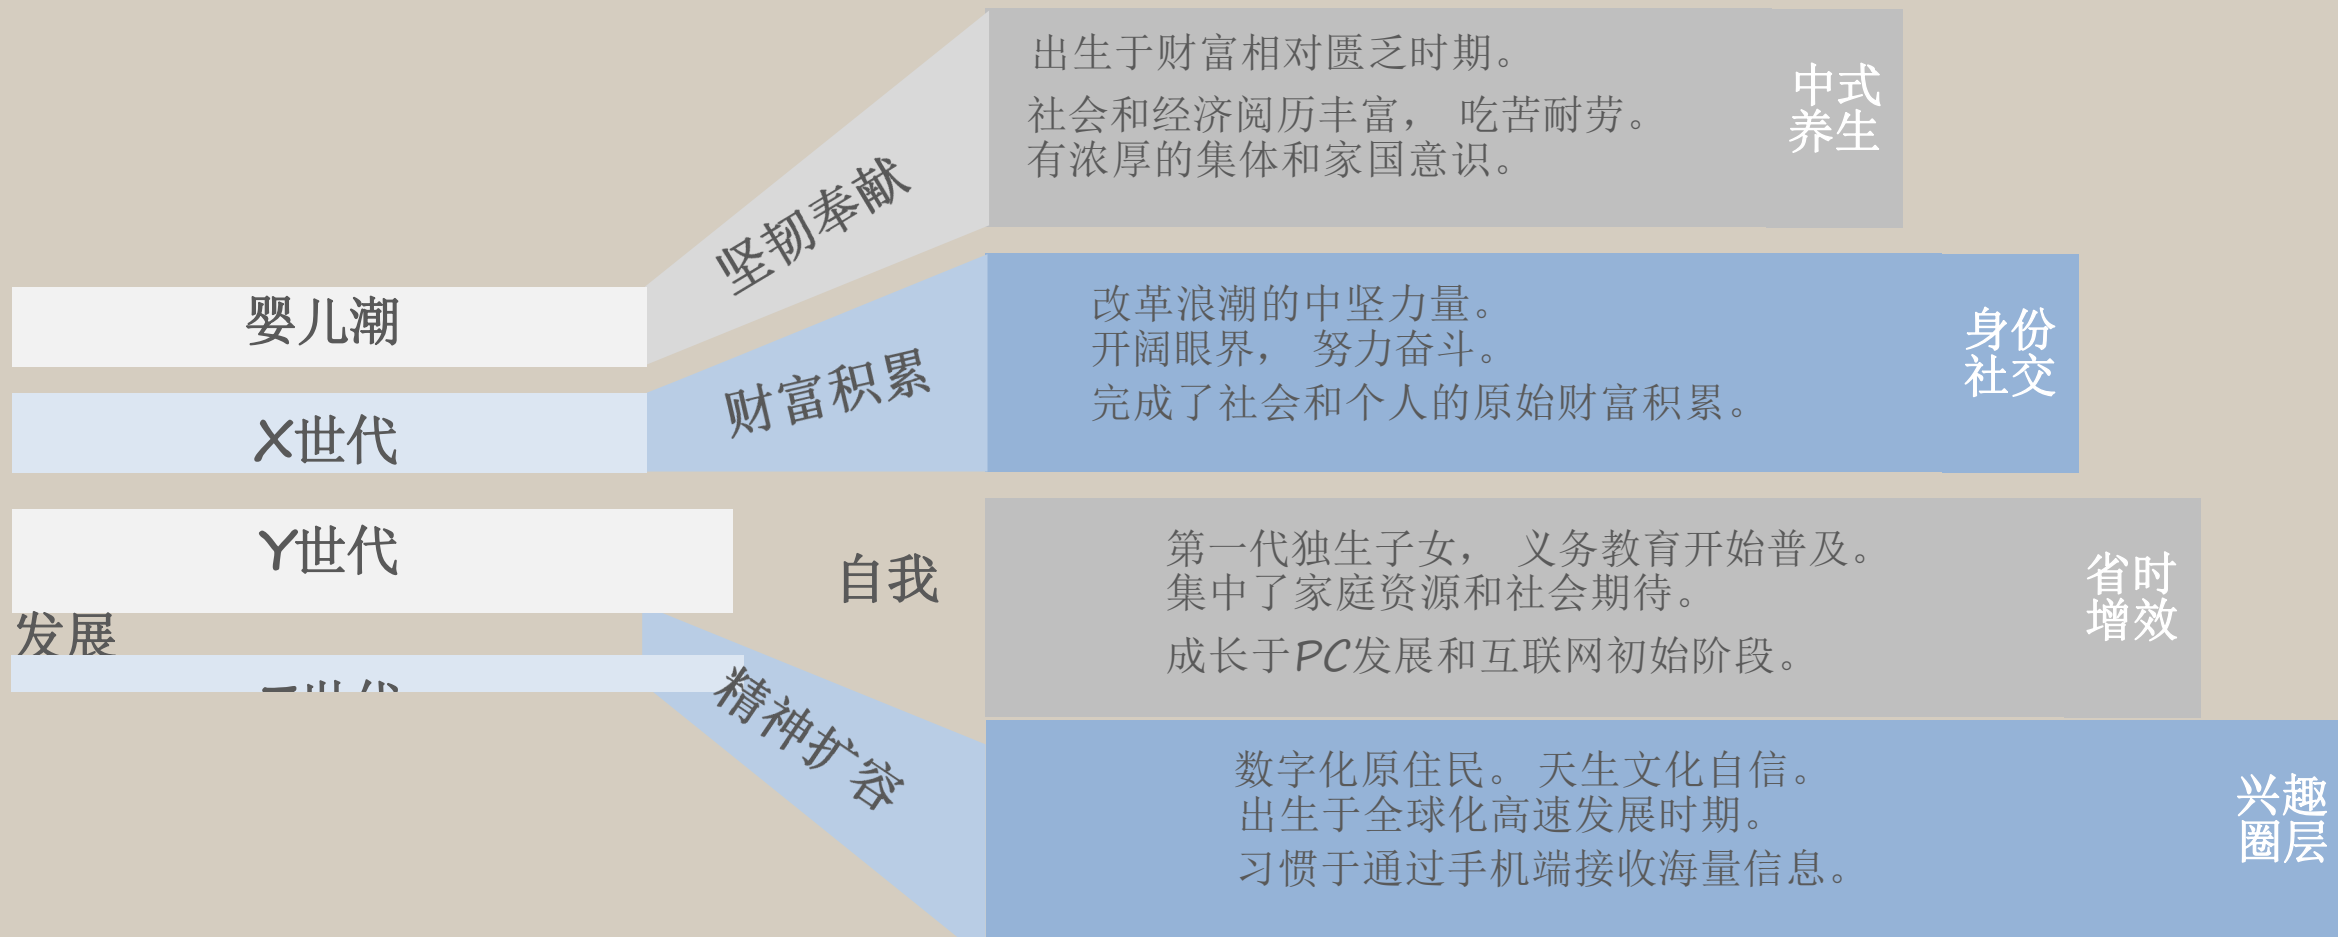 出生于财富相对匮乏时期。
社会和经济阅历丰富， 吃苦耐劳。
有浓厚的集体和家国意识。
中式
养生
坚韧奉献
婴儿潮
改革浪潮的中坚力量。
开阔眼界， 努力奋斗。
完成了社会和个人的原始财富积累。
身份
社交
财富积累
X世代
Y世代
自我
发展
第一代独生子女， 义务教育开始普及。
集中了家庭资源和社会期待。
成长于PC发展和互联网初始阶段。
省时
增效
世代
精神扩容
数字化原住民。 天生文化自信。
出生于全球化高速发展时期。
习惯于通过手机端接收海量信息。
兴趣
圈层